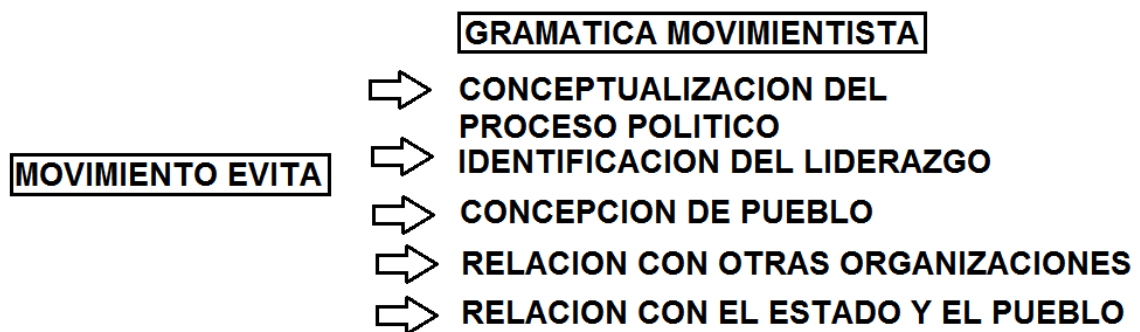 GRAMATICA MOVIMIENTISTA
CONCEPTUALIZACION DEL
PROCESO POLITICO
IDENTIFICACION DEL LIDERAZGO
MOVIMIENTO EVITA
CONCEPCION DE PUEBLO
RELACION CON OTRAS ORGANIZACIONES
RELACION CON EL ESTADO Y EL PUEBLO